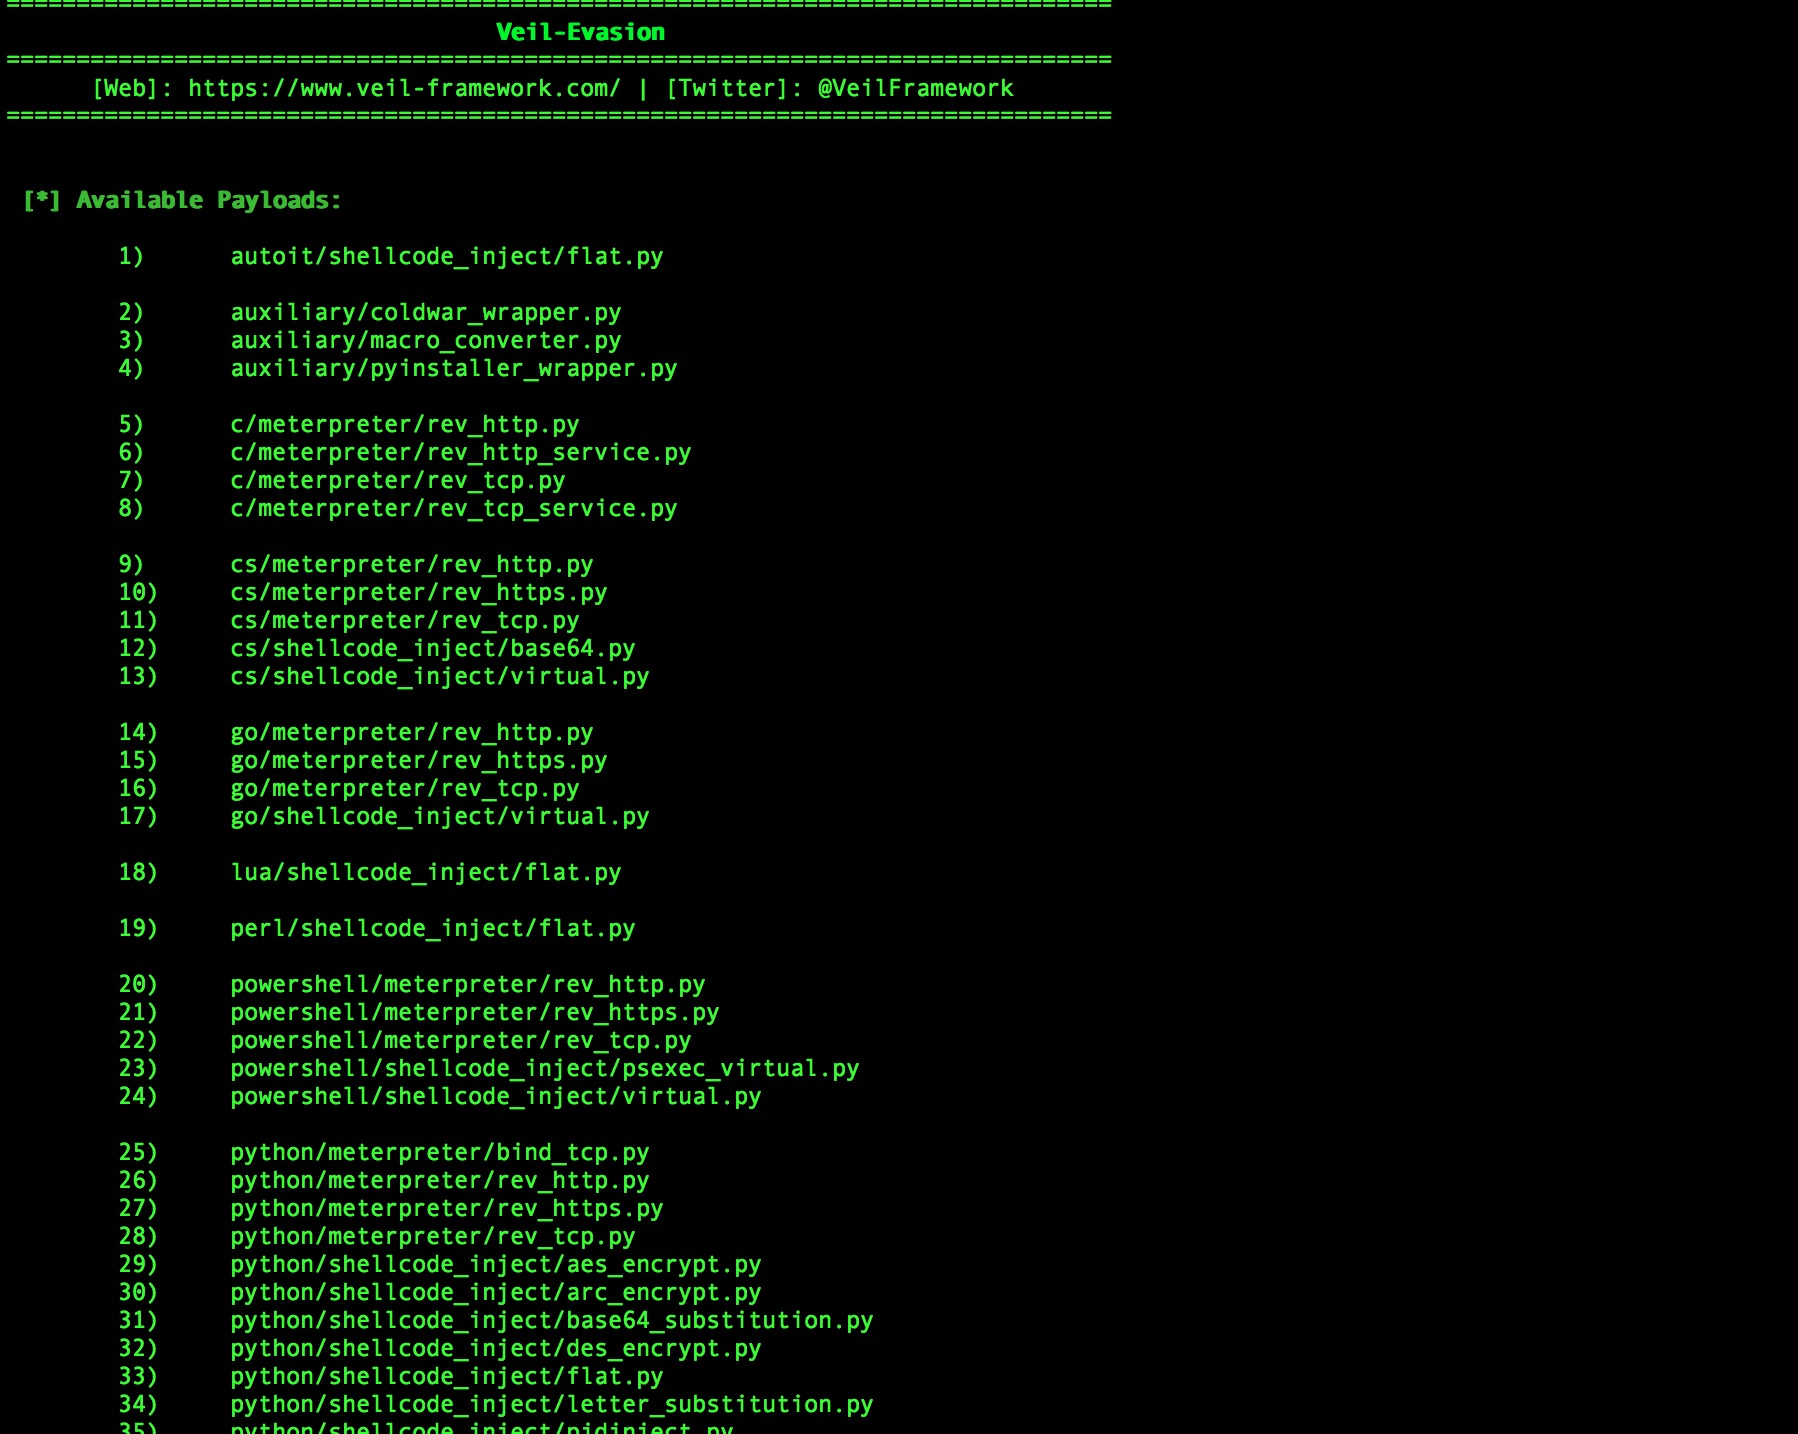 ===============================================================================
Veil-Evasion
===============================================================================
[Web]: https://www.veil-framework.com/ | [Twitter]: @VeilFramework
===============================================================================
[*] Available Payloads:
1) autoit/shellcode_inject/flat.py
2) auxiliary/coldwar_wrapper.py
3) auxiliary/macro_converter.py
4) auxiliary/pyinstaller_wrapper.py
5) c/meterpreter/rev_http.py
6) c/meterpreter/rev_http_service.py
7) c/meterpreter/rev_tcp.py
8) c/meterpreter/rev_tcp_service.py
9) cs/meterpreter/rev_http.py
10) cs/meterpreter/rev_https.py
11) cs/meterpreter/rev_tcp.py
12) cs/shellcode_inject/base64.py
13) cs/shellcode_inject/virtual.py
14) go/meterpreter/rev_http.py
15) go/meterpreter/rev_https.py
16) go/meterpreter/rev_tcp.py
17) go/shellcode_inject/virtual.py
18) lua/shellcode_inject/flat.py
19) perl/shellcode_inject/flat.py
20) powershell/meterpreter/rev_http.py
21) powershell/meterpreter/rev_https.py
22) powershell/meterpreter/rev_tcp.py
23) powershell/shellcode_inject/psexec_virtual.py
24) powershell/shellcode_inject/virtual.py
25) python/meterpreter/bind_tcp.py
26) python/meterpreter/rev_http.py
27) python/meterpreter/rev_https.py
28) python/meterpreter/rev_tcp.py
29) python/shellcode_inject/aes_encrypt.py
30) python/shellcode_inject/arc_encrypt.py
31) python/shellcode_inject/base64_substitution.py
32) python/shellcode_inject/des_encrypt.py
33) python/shellcode_inject/flat.py
34) python/shellcode_inject/letter_substitution.py
35) python/shellcode_inject/pidinject.py